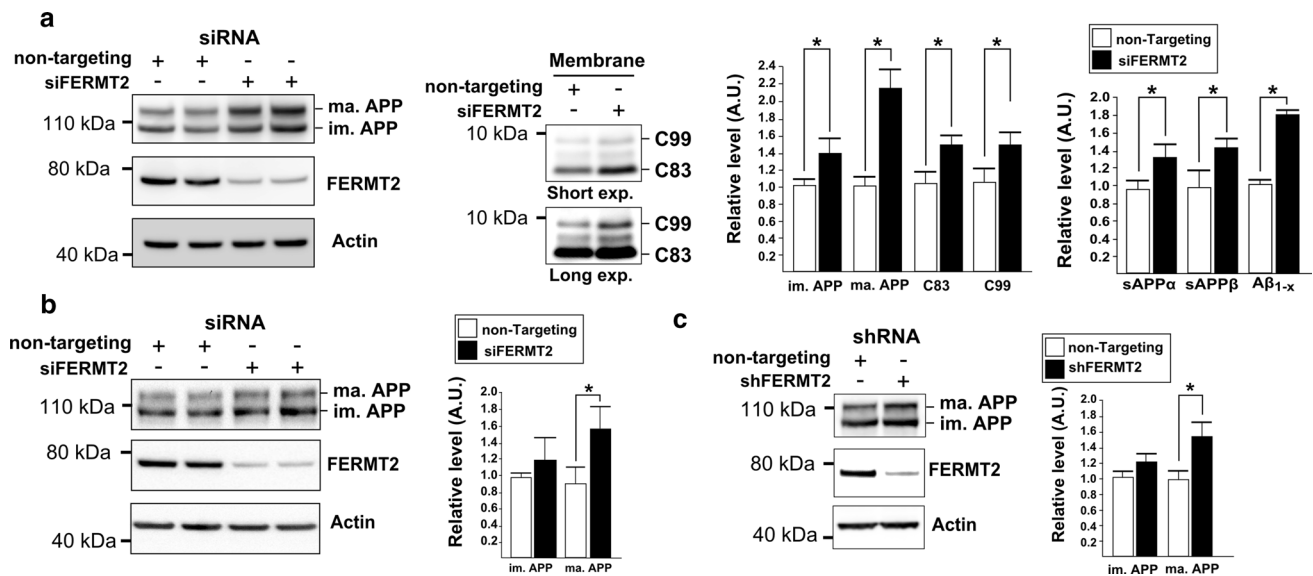 a
siRNA
non-targeting + + - -
siFERMT2 - - + +
110 kDa
ma. APP
im. APP
80 kDa
FERMT2
40 kDa
Actin
Membrane
non-targeting + -
siFERMT2 - +
10 kDa
C99
C83
Short exp.
10 kDa
C99
C83
Long exp.
Relative level (A.U.)
2.4
2.2
2.0
1.8
1.6
1.4
1.2
1.0
0.8
0.6
0.4
0.2
* * * *
im. APP ma. APP C83 C99
non-Targeting
siFERMT2
Relative level (A.U.)
2.0
1.8
1.6
1.4
1.2
1.0
0.8
0.6
0.4
0.2
* * *
sAPPα sAPPβ Aβ1-x
b
siRNA
non-targeting + + - -
siFERMT2 - - + +
110 kDa
ma. APP
im. APP
80 kDa
FERMT2
40 kDa
Actin
non-Targeting
siFERMT2
Relative level (A.U.)
2.0
1.8
1.6
1.4
1.2
1.0
0.8
0.6
0.4
0.2
*
im. APP ma. APP
c
shRNA
non-targeting + -
shFERMT2 - +
110 kDa
ma. APP
im. APP
80 kDa
FERMT2
40 kDa
Actin
non-Targeting
shFERMT2
Relative level (A.U.)
2.0
1.8
1.6
1.4
1.2
1.0
0.8
0.6
0.4
0.2
*
im. APP ma. APP